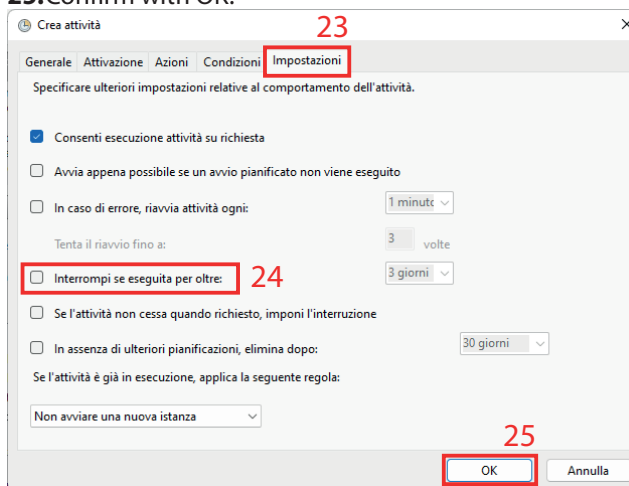 25.Confirm with OK.
Crea attività
23
Generale Attivazione Azioni Condizioni Impostazioni
Specificare ulteriori impostazioni relative al comportamento dell'attività.
Consenti esecuzione attività su richiesta
Avvia appena possibile se un avvio pianificato non viene eseguito
In caso di errore, riavvia attività ogni: 1 minuto
Tenta il riavvio fino a: 3 volte
Interrompi se eseguita per oltre: 24 3 giorni
Se l'attività non cessa quando richiesto, imponi l'interruzione
In assenza di ulteriori pianificazioni, elimina dopo: 30 giorni
Se l'attività è già in esecuzione, applica la seguente regola:
Non avviare una nuova istanza
25
OK Annulla